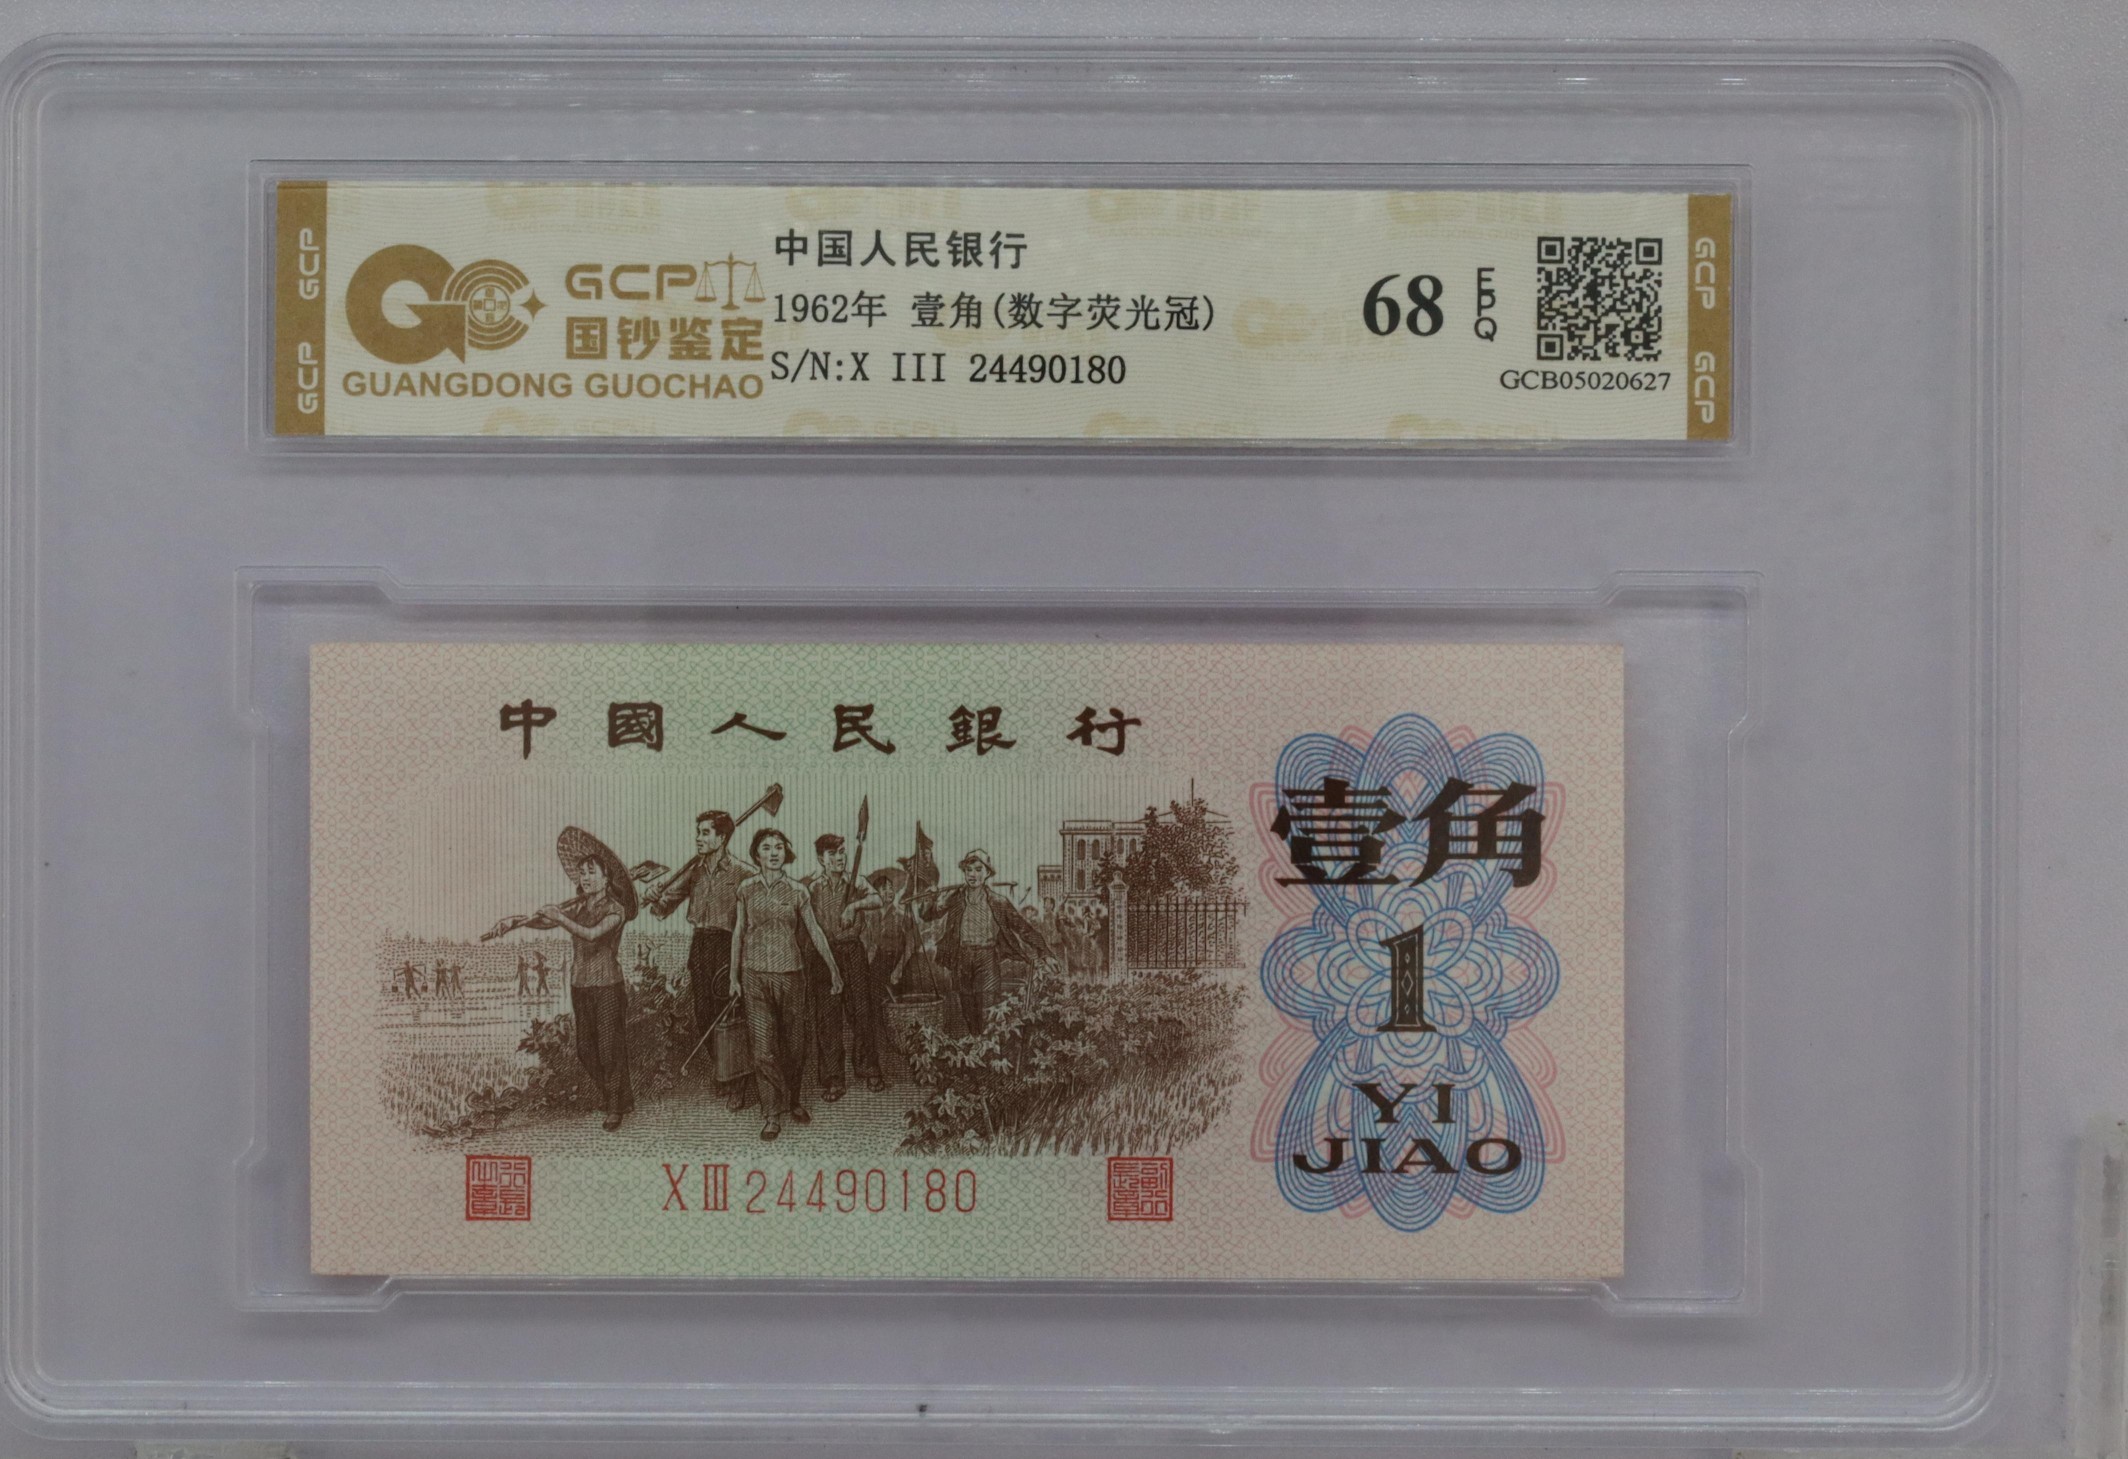 GCP GCP
GCP
国钞鉴定
GUANGDONG GUOCHAO
中国人民银行
1962年 壹角(数字荧光冠)
S/N:X III 24490180
68
EPQ
GCB05020627
GCP GCP
中國人民銀行
壹角
1
YI
JIAO
XIII24490180